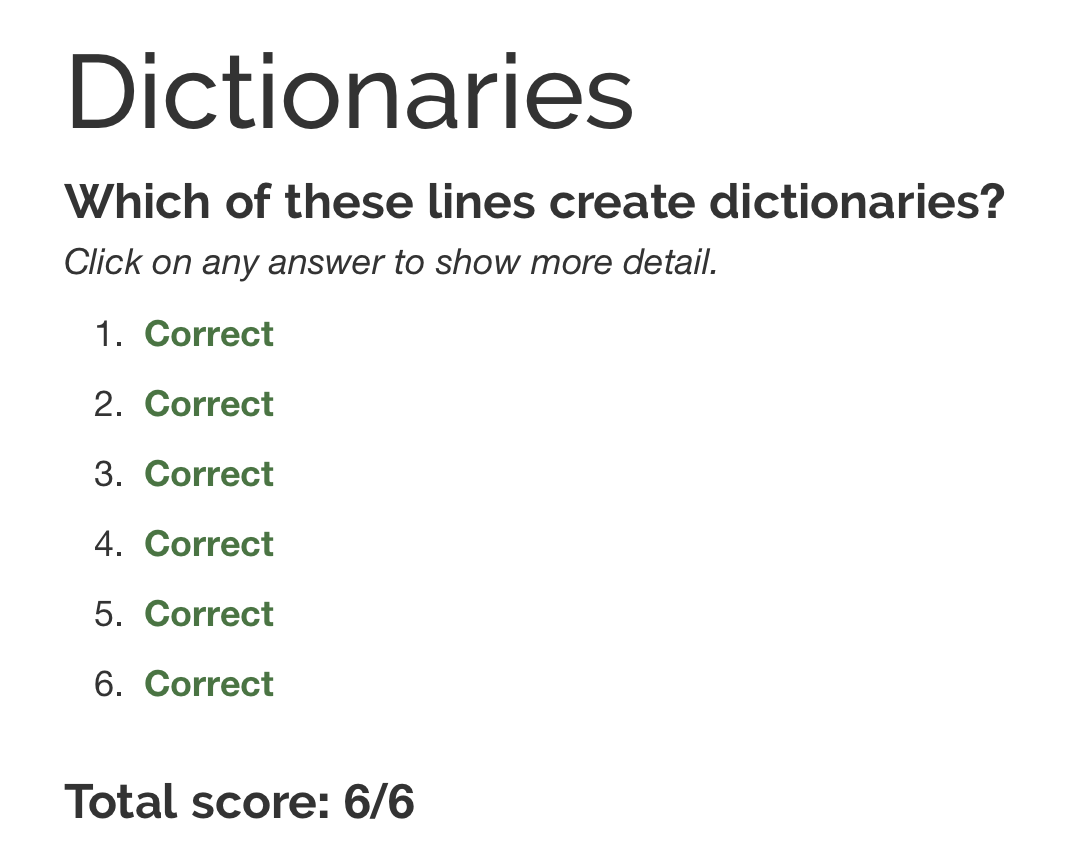 Dictionaries
Which of these lines create dictionaries?
Click on any answer to show more detail.
1. Correct
2. Correct
3. Correct
4. Correct
5. Correct
6. Correct
Total score: 6/6